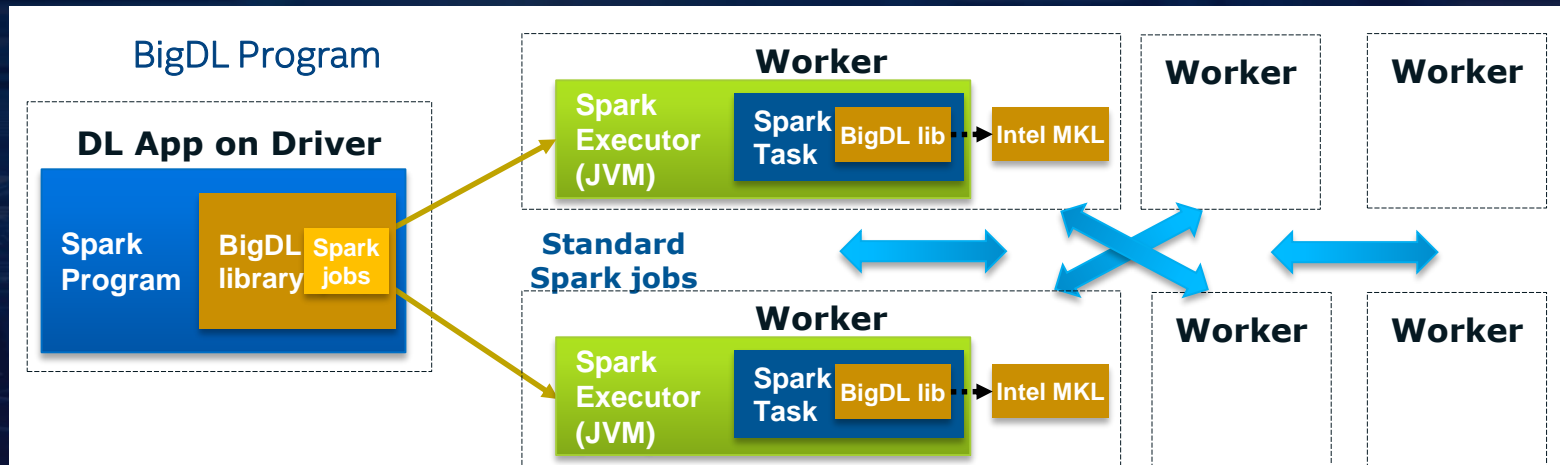 BigDL Program
DL App on Driver
Spark
Program
BigDL
library
Spark
jobs
Standard
Spark jobs
Worker
Spark
Executor
(JVM)
Spark
Task
BigDL lib
Intel MKL
Worker
Worker
Worker
Spark
Executor
(JVM)
Spark
Task
BigDL lib
Intel MKL
Worker
Worker